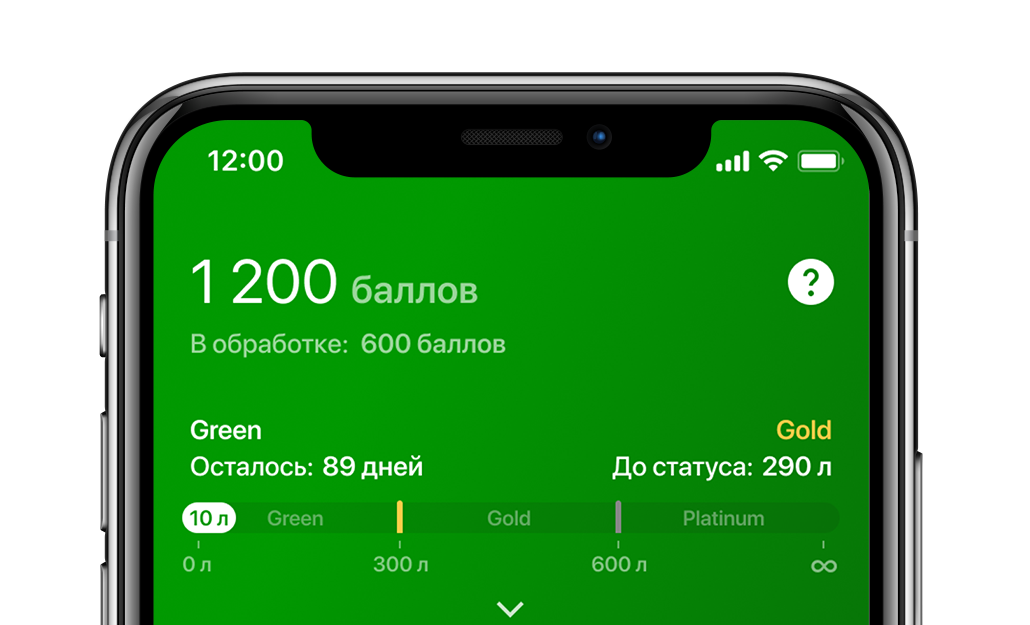 12:00
1 200 баллов
?
В обработке: 600 баллов
Green Gold
Осталось: 89 дней До статуса: 290 л
10 л Green Gold Platinum
0 л 300 л 600 л ∞